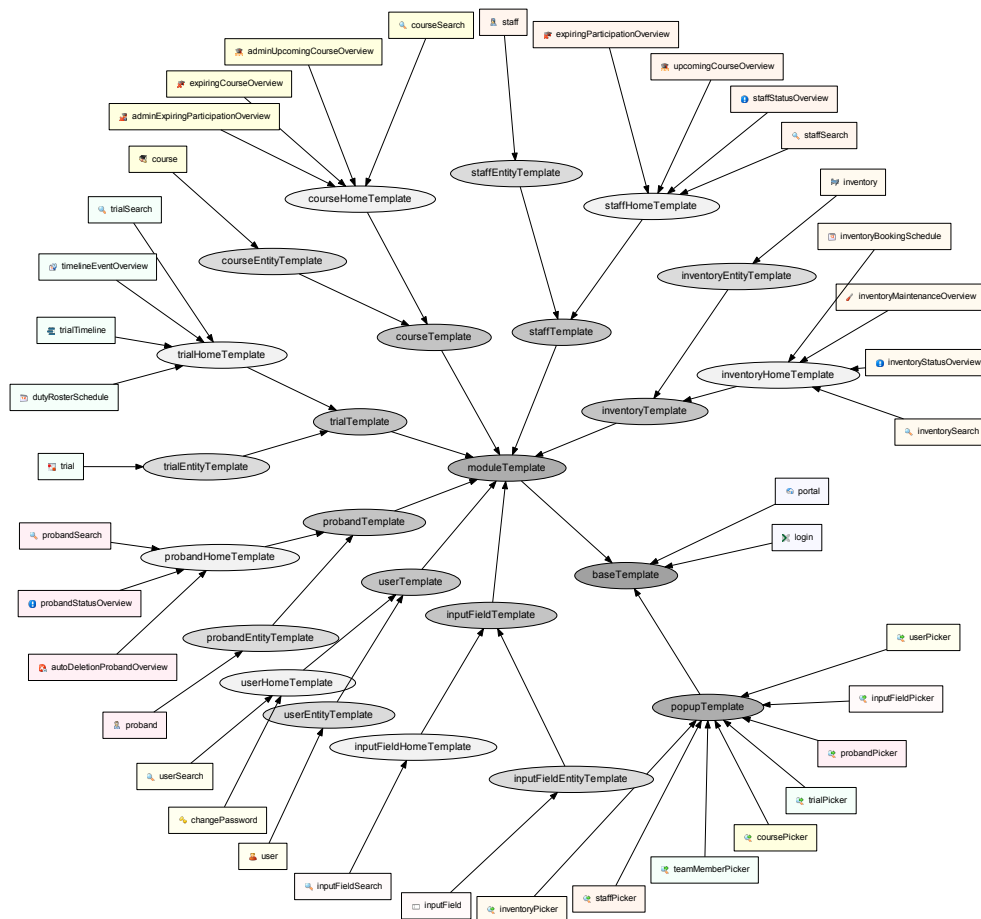 courseSearch
staff
expiringParticipationOverview
adminUpcomingCourseOverview
upcomingCourseOverview
expiringCourseOverview
staffStatusOverview
adminExpiringParticipationOverview
staffSearch
course
staffEntityTemplate
inventory
courseHomeTemplate
staffHomeTemplate
trialSearch
inventoryBookingSchedule
courseEntityTemplate
timelineEventOverview
inventoryEntityTemplate
inventoryMaintenanceOverview
trialTimeline
courseTemplate
staffTemplate
trialHomeTemplate
inventoryStatusOverview
inventoryHomeTemplate
dutyRosterSchedule
inventoryTemplate
trialTemplate
inventorySearch
trial
trialEntityTemplate
moduleTemplate
portal
probandTemplate
probandSearch
login
probandHomeTemplate
baseTemplate
userTemplate
probandStatusOverview
inputFieldTemplate
probandEntityTemplate
userPicker
autoDeletionProbandOverview
userHomeTemplate
inputFieldPicker
popupTemplate
userEntityTemplate
proband
inputFieldHomeTemplate
probandPicker
userSearch
inputFieldEntityTemplate
trialPicker
changePassword
coursePicker
user
teamMemberPicker
inputFieldSearch
staffPicker
inputField
inventoryPicker